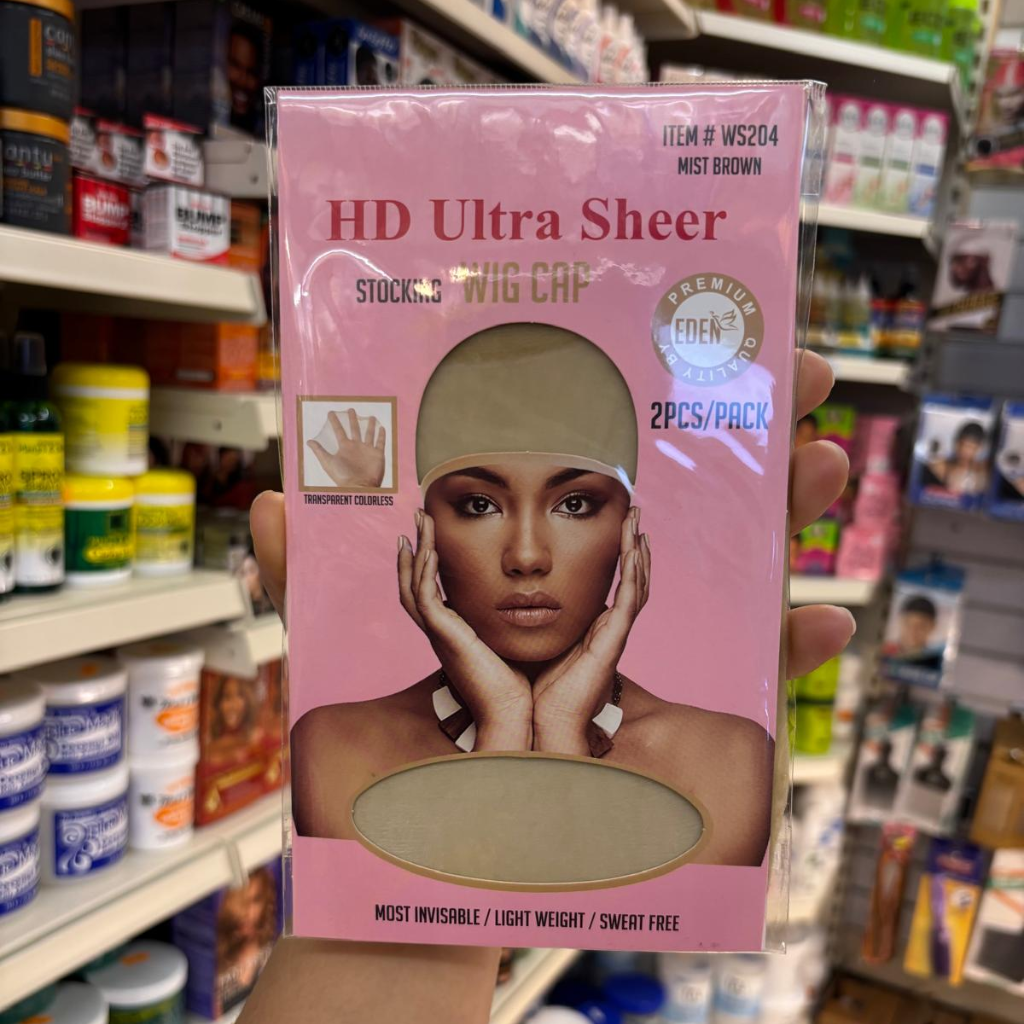 ITEM # WS204
MIST BROWN
HD Ultra Sheer
STOCKING WIG CAP
PREMIUM
EDEN
QUALITY BY
2PCS/PACK
TRANSPARENT COLORLESS
MOST INVISABLE / LIGHT WEIGHT / SWEAT FREE
BUMP